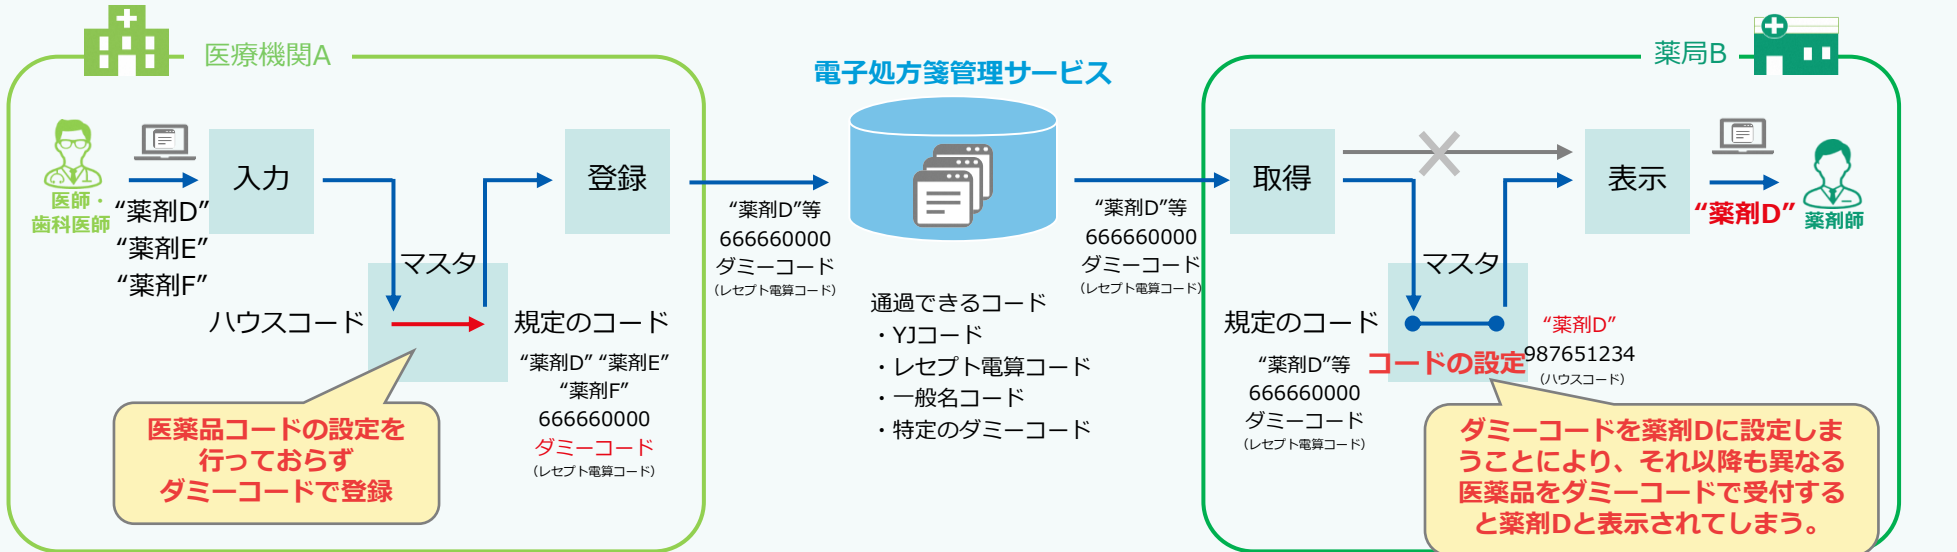 医療機関A
医師・
歯科医師
“薬剤D”
“薬剤E”
“薬剤F”
入力
登録
マスタ
ハウスコード
規定のコード
“薬剤D” “薬剤E”
“薬剤F”
666660000
ダミーコード
（レセプト電算コード）
医薬品コードの設定を
行っておらず
ダミーコードで登録
“薬剤D”等
666660000
ダミーコード
（レセプト電算コード）
電子処方箋管理サービス
通過できるコード
・YJコード
・レセプト電算コード
・一般名コード
・特定のダミーコード
“薬剤D”等
666660000
ダミーコード
（レセプト電算コード）
薬局B
取得
表示
“薬剤D”
薬剤師
マスタ
規定のコード
“薬剤D”等
666660000
ダミーコード
（レセプト電算コード）
コードの設定
“薬剤D”
987651234
（ハウスコード）
ダミーコードを薬剤Dに設定しま
うことにより、それ以降も異なる
医薬品をダミーコードで受付する
と薬剤Dと表示されてしまう。